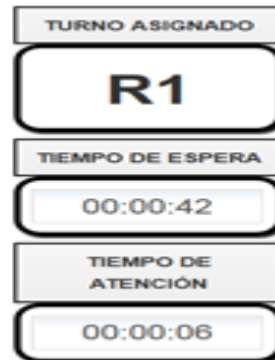 TURNO ASIGNADO
R1
TIEMPO DE ESPERA
00:00:42
TIEMPO DE
ATENCIÓN
00:00:06